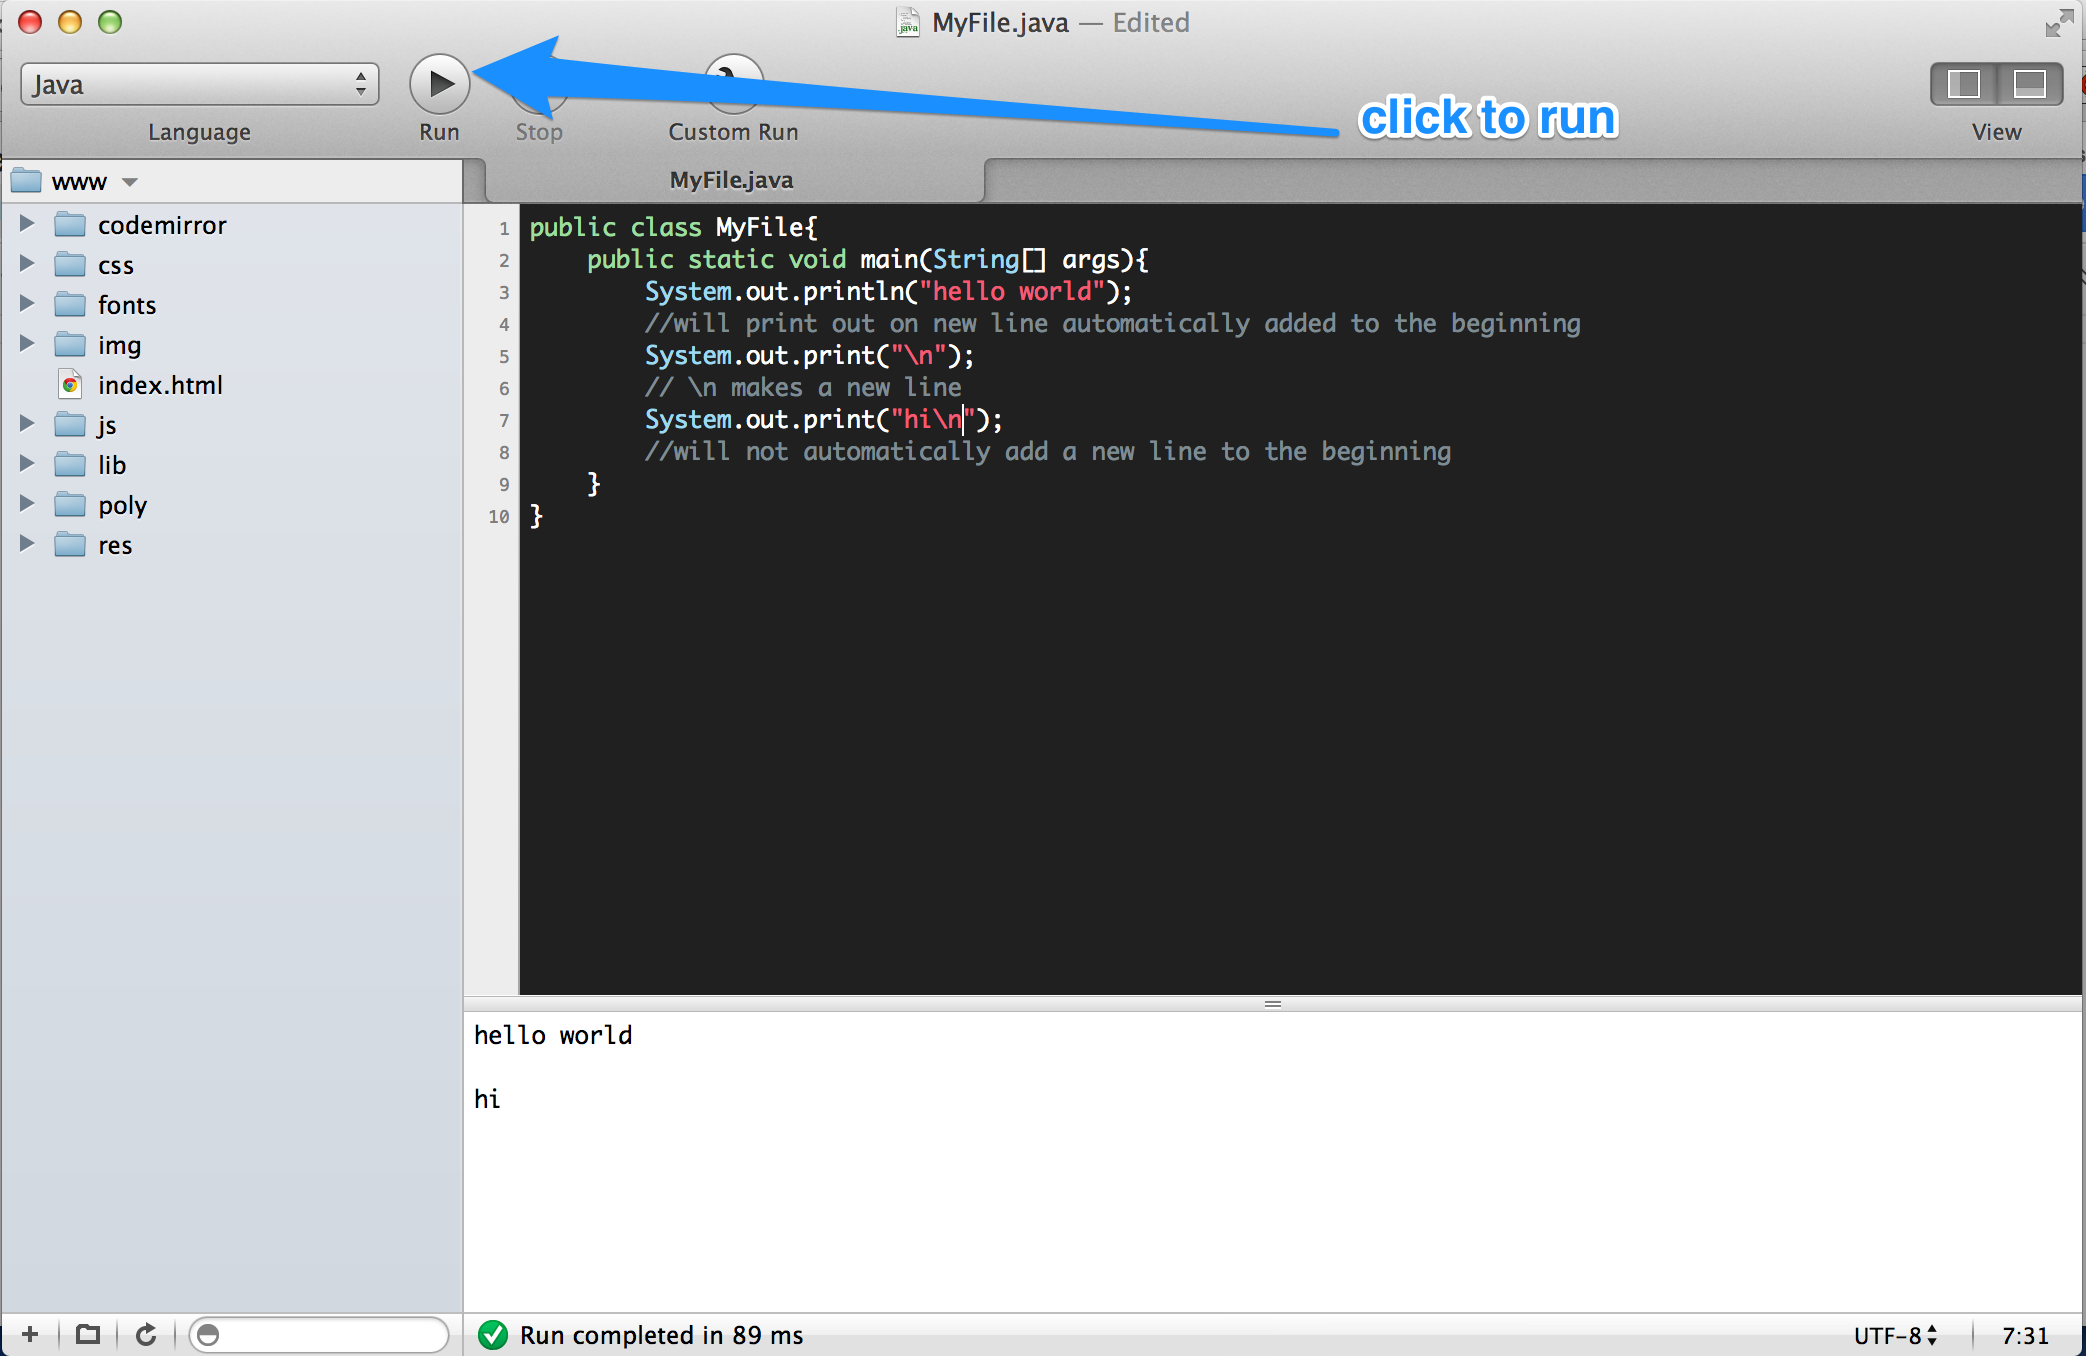 MyFile.java — Edited
Java
Language
Run
Stop
Custom Run
click to run
View
www
MyFile.java
codemirror
css
fonts
img
index.html
js
lib
poly
res
1 public class MyFile{
2     public static void main(String[] args){
3         System.out.println("hello world");
4         //will print out on new line automatically added to the beginning
5         System.out.print("\n");
6         // \n makes a new line
7         System.out.print("hi\n");
8         //will not automatically add a new line to the beginning
9     }
10 }
hello world
hi
Run completed in 89 ms
UTF-8
7:31